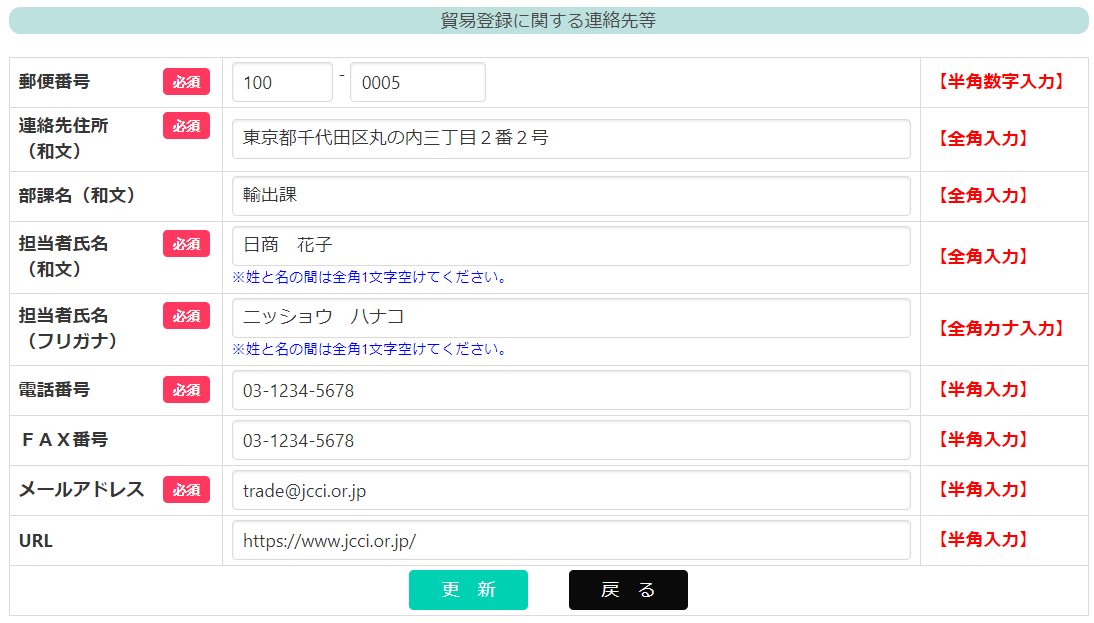 貿易登録に関する連絡先等
郵便番号 必須 100 - 0005 【半角数字入力】
連絡先住所 必須
（和文） 東京都千代田区丸の内三丁目２番２号 【全角入力】
部課名（和文） 輸出課 【全角入力】
担当者氏名 必須 日商　花子
（和文） ※姓と名の間は全角1文字空けてください。 【全角入力】
担当者氏名 必須 ニッショウ　ハナコ
（フリガナ） ※姓と名の間は全角1文字空けてください。 【全角カナ入力】
電話番号 必須 03-1234-5678 【半角入力】
ＦＡＸ番号 03-1234-5678 【半角入力】
メールアドレス 必須 trade@jcci.or.jp 【半角入力】
URL https://www.jcci.or.jp/ 【半角入力】
更　新 戻　る